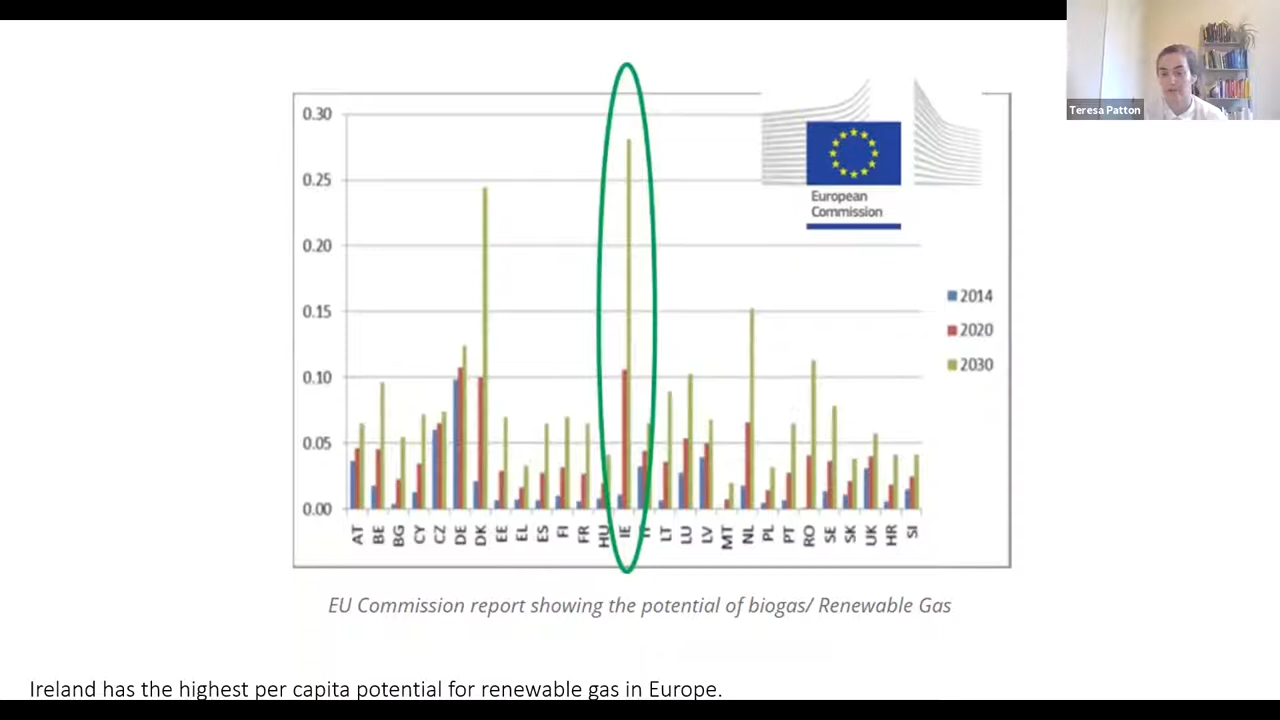 Teresa Patton
0.30
0.25
0.20
0.15
0.10
0.05
0.00
European
Commission
2014
2020
2030
AT BE BG CY CZ DE DK EE EL ES FI FR HU IE IT LT LU LV MT NL PL PT RO SE SK UK HR SI
EU Commission report showing the potential of biogas/ Renewable Gas
Ireland has the highest per capita potential for renewable gas in Europe.